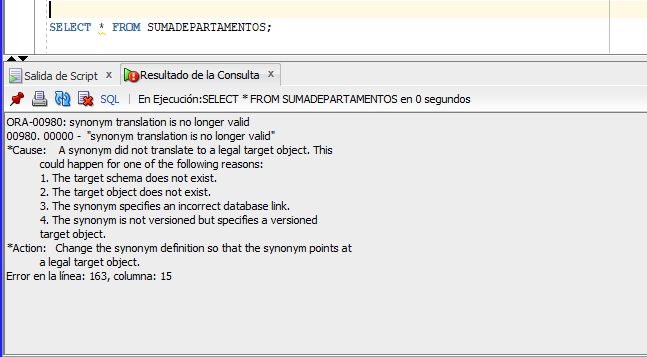 SELECT * FROM SUMADEPARTAMENTOS;
Salida de Script x Resultado de la Consulta x
SQL | En Ejecución:SELECT * FROM SUMADEPARTAMENTOS en 0 segundos
ORA-00980: synonym translation is no longer valid
00980. 00000 - "synonym translation is no longer valid"
*Cause: A synonym did not translate to a legal target object. This
could happen for one of the following reasons:
1. The target schema does not exist.
2. The target object does not exist.
3. The synonym specifies an incorrect database link.
4. The synonym is not versioned but specifies a versioned
target object.
*Action: Change the synonym definition so that the synonym points at
a legal target object.
Error en la línea: 163, columna: 15